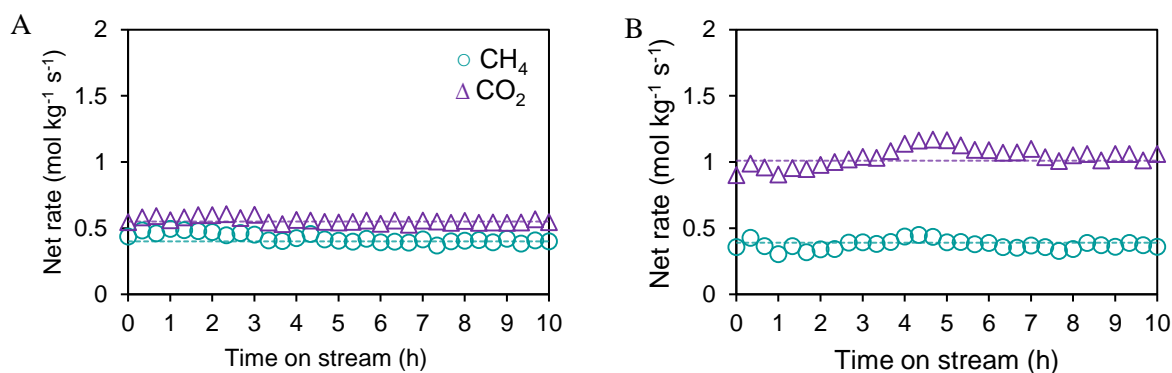 A
Net rate (mol kg⁻¹ s⁻¹)
2
1.5
1
0.5
0
CH₄
CO₂
0 1 2 3 4 5 6 7 8 9 10
Time on stream (h)
B
Net rate (mol kg⁻¹ s⁻¹)
2
1.5
1
0.5
0
0 1 2 3 4 5 6 7 8 9 10
Time on stream (h)